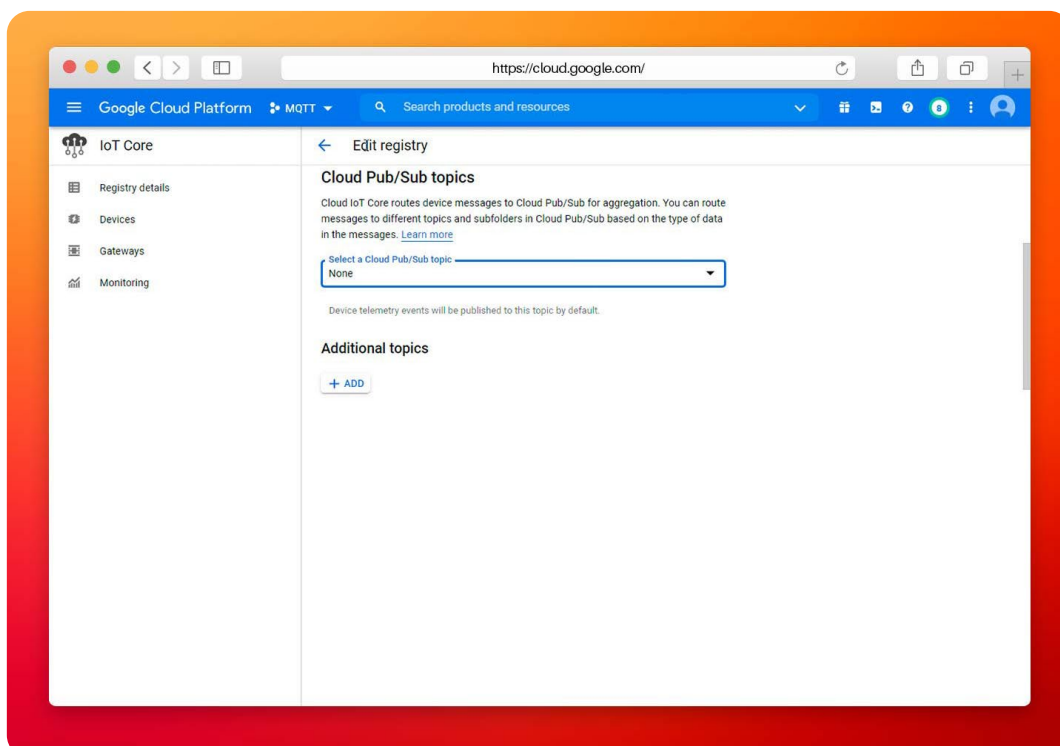 https://cloud.google.com/
Google Cloud Platform
MQTT
Search products and resources
8
IoT Core
Edit registry
Registry details
Devices
Gateways
Monitoring
Cloud Pub/Sub topics
Cloud IoT Core routes device messages to Cloud Pub/Sub for aggregation. You can route
messages to different topics and subfolders in Cloud Pub/Sub based on the type of data
in the messages. Learn more
Select a Cloud Pub/Sub topic
None
Device telemetry events will be published to this topic by default.
Additional topics
+ ADD